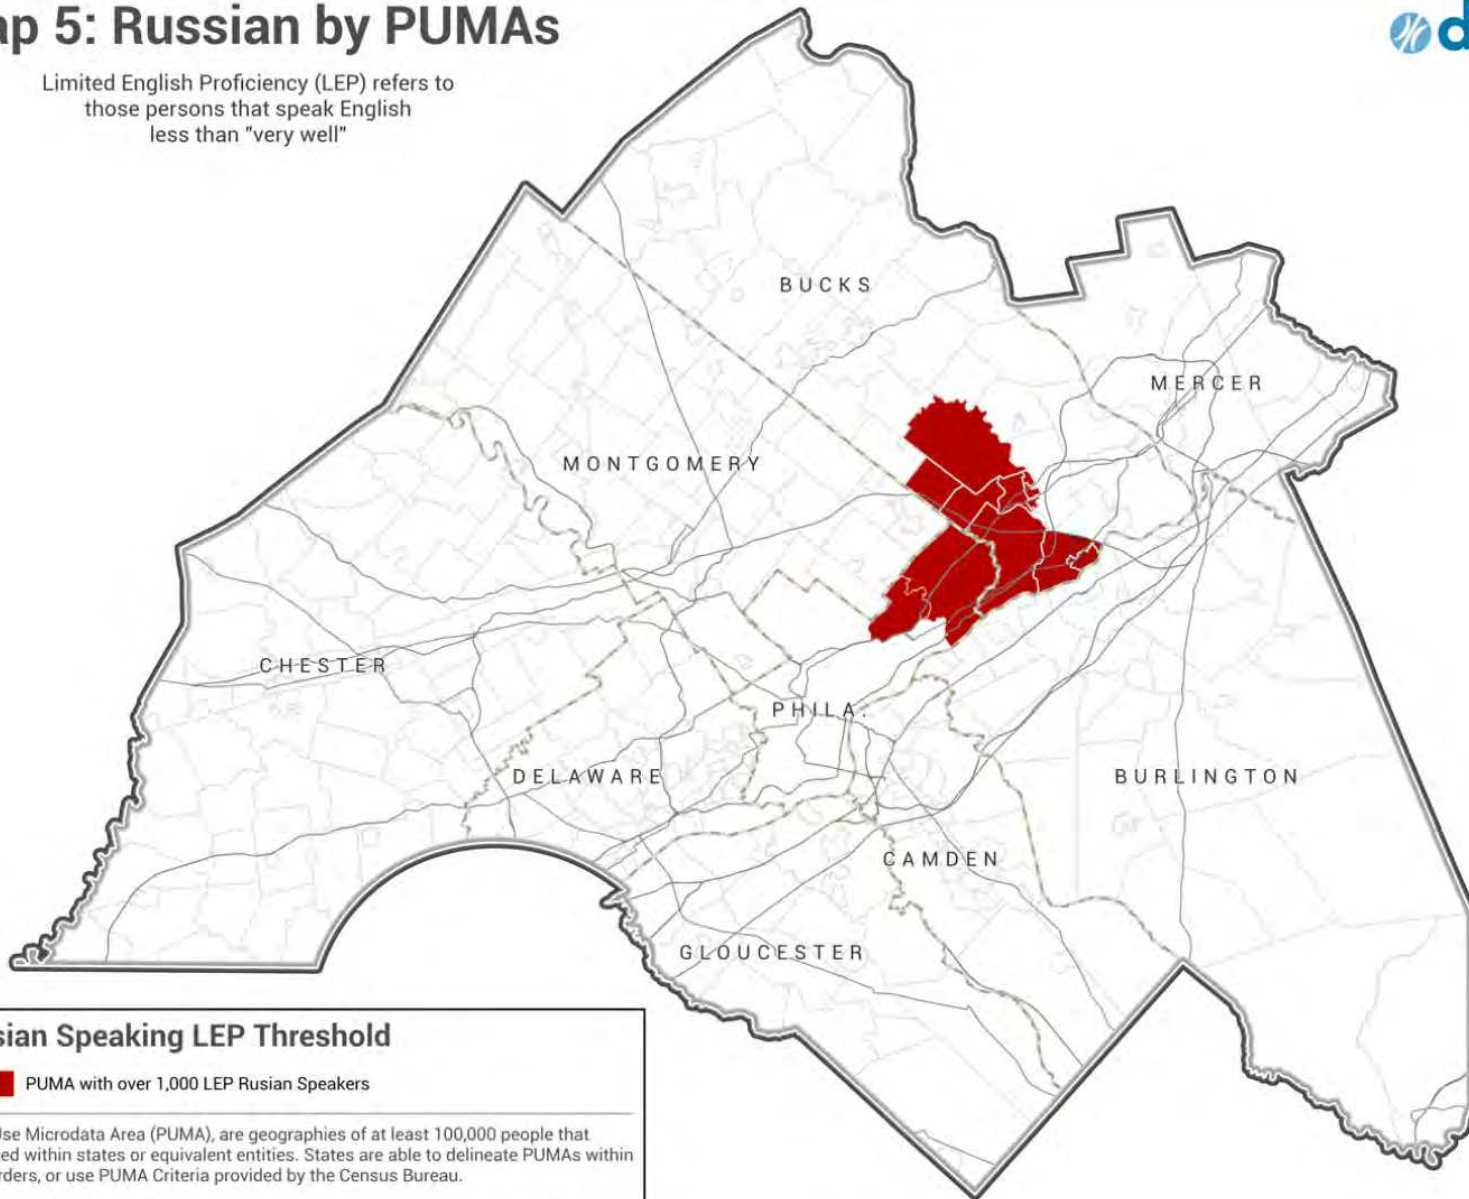 ap 5: Russian by PUMAs
d
Limited English Proficiency (LEP) refers to
those persons that speak English
less than "very well"
BUCKS
MERCER
MONTGOMERY
CHESTER
PHILA.
DELAWARE
BURLINGTON
CAMDEN
GLOUCESTER
sian Speaking LEP Threshold
PUMA with over 1,000 LEP Rusian Speakers
Use Microdata Area (PUMA), are geographies of at least 100,000 people that
ed within states or equivalent entities. States are able to delineate PUMAs within
rders, or use PUMA Criteria provided by the Census Bureau.